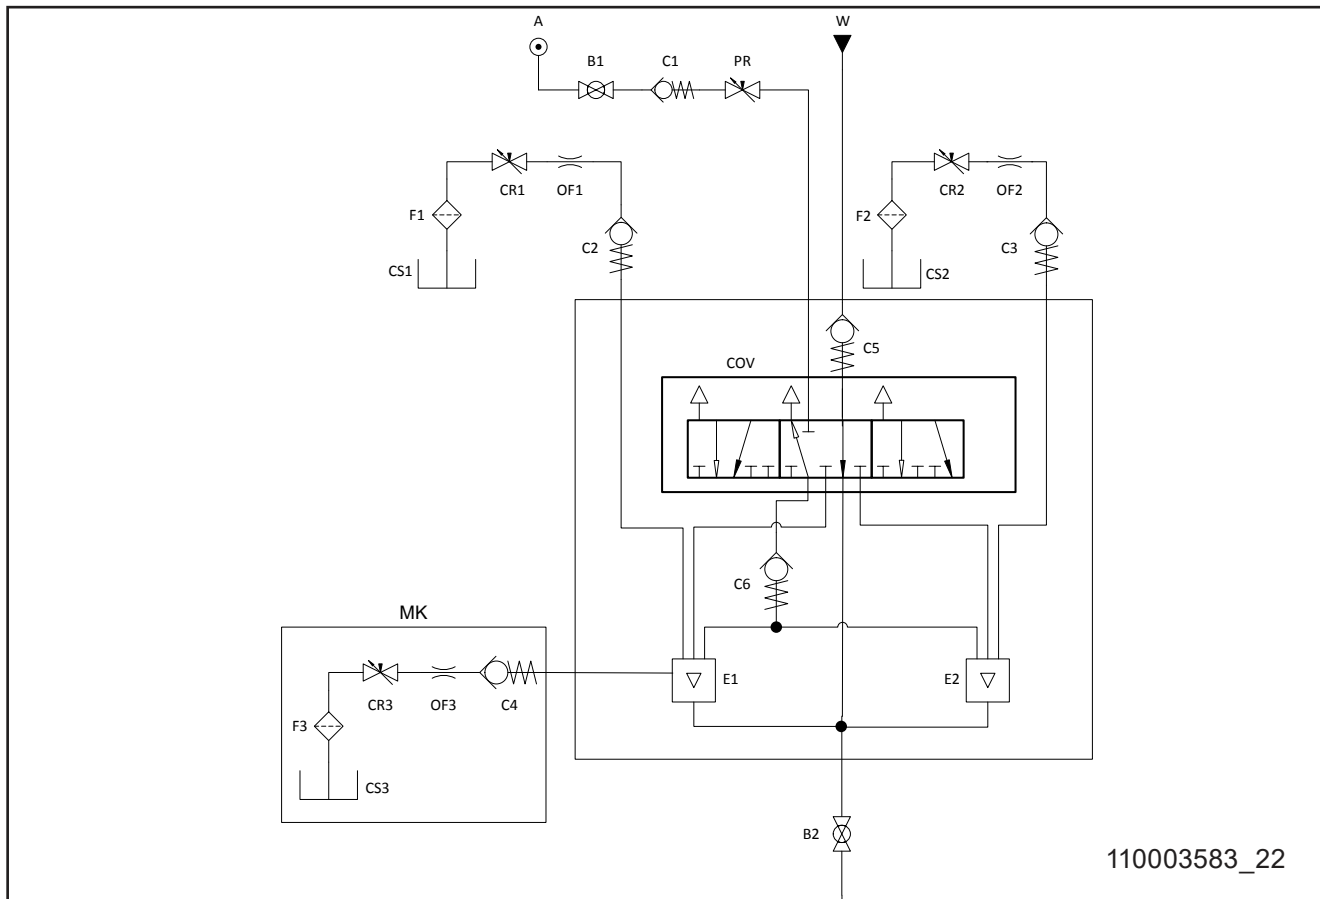 A
W
B1
C1
PR
CR1
OF1
CR2
OF2
F1
F2
C2
C3
CS1
CS2
C5
COV
C6
MK
E1
E2
CR3
OF3
C4
F3
CS3
B2
110003583_22